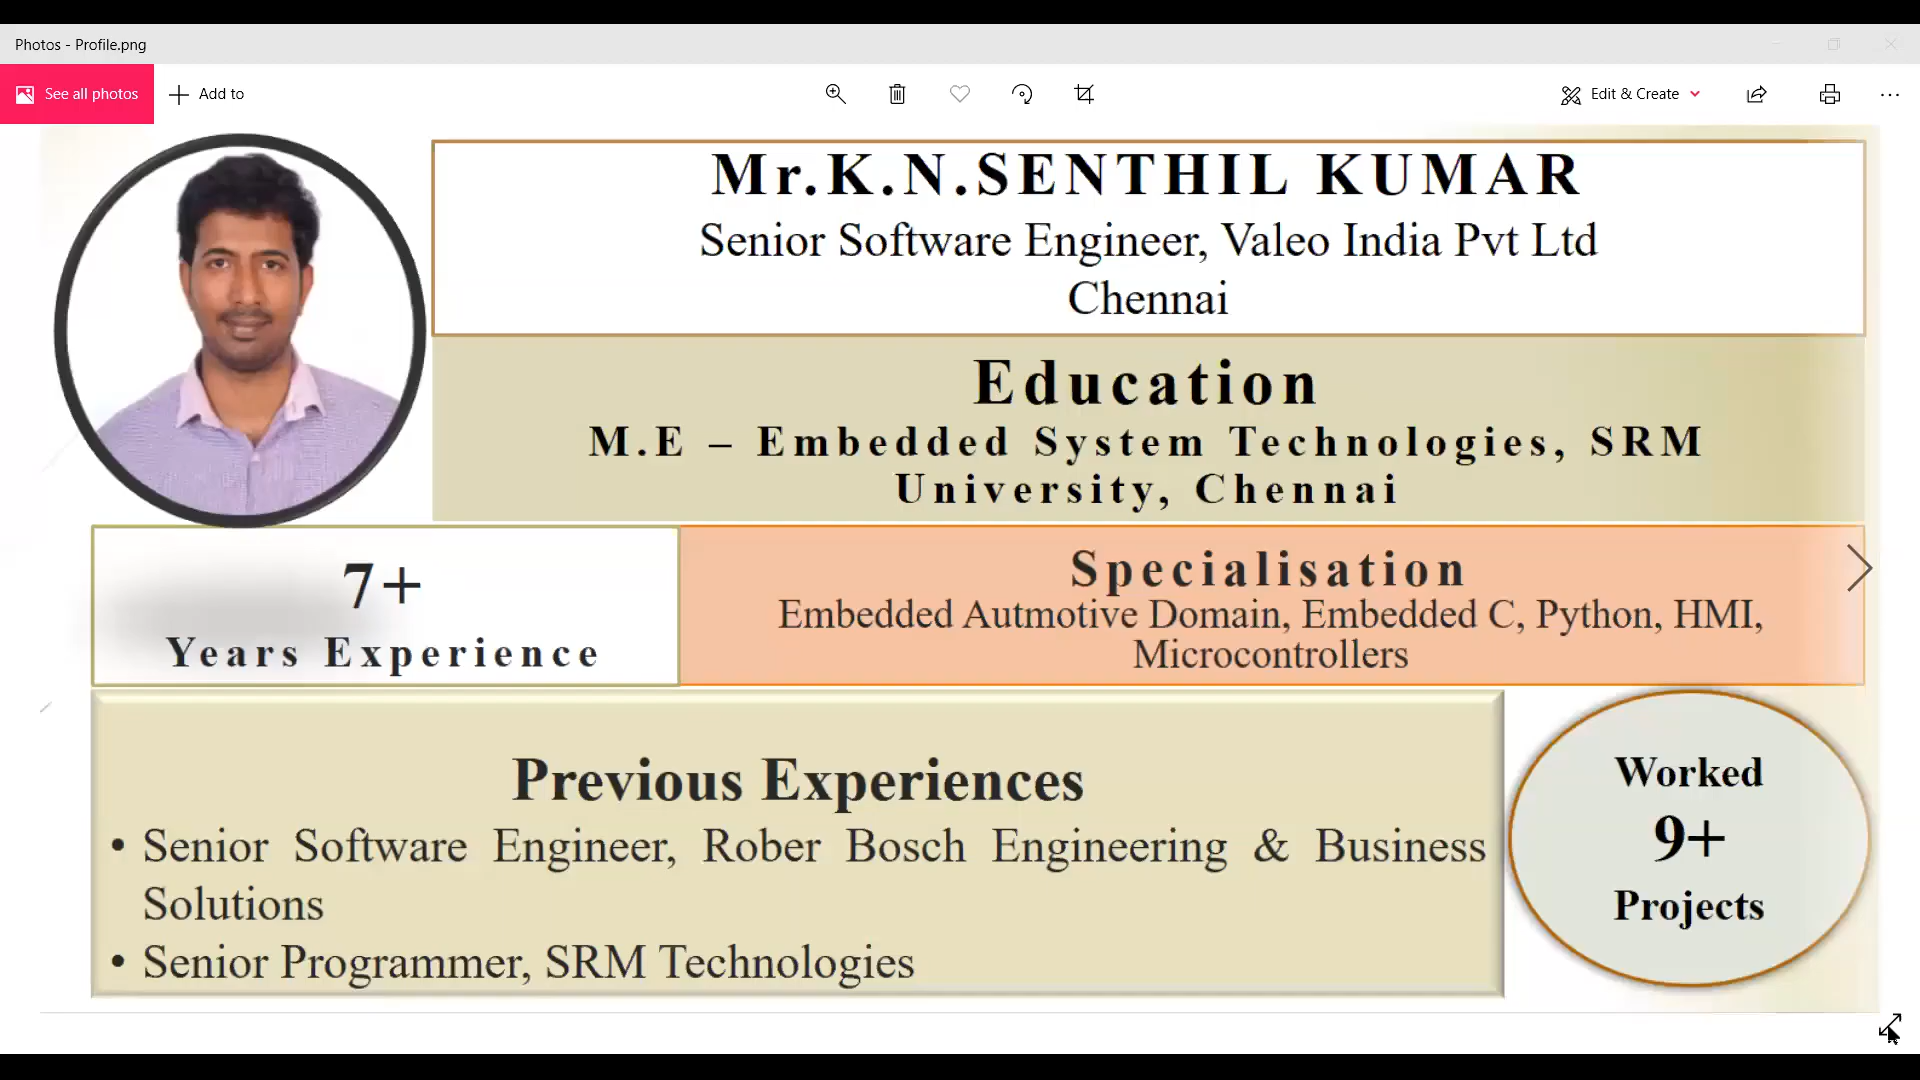 Photos - Profile.png
See all photos
Add to
Edit & Create
Mr.K.N.SENTHIL KUMAR
Senior Software Engineer, Valeo India Pvt Ltd
Chennai
Education
M.E – Embedded System Technologies, SRM
University, Chennai
7+
Years Experience
Specialisation
Embedded Autmotive Domain, Embedded C, Python, HMI,
Microcontrollers
Previous Experiences
• Senior Software Engineer, Rober Bosch Engineering & Business
Solutions
• Senior Programmer, SRM Technologies
Worked
9+
Projects